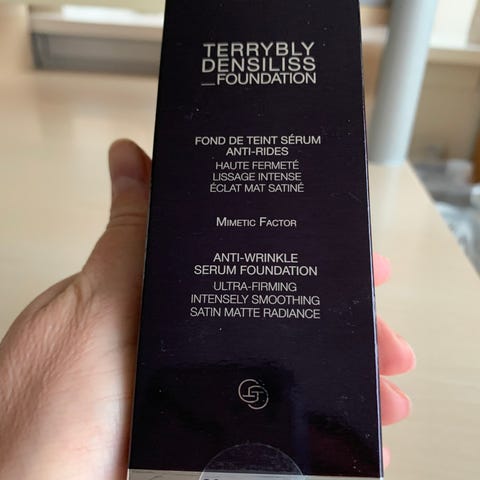 TERRYBLY
DENSILISS
_FOUNDATION
FOND DE TEINT SÉRUM
ANTI-RIDES
HAUTE FERMETÉ
LISSAGE INTENSE
ÉCLAT MAT SATINÉ
MIMETIC FACTOR
ANTI-WRINKLE
SERUM FOUNDATION
ULTRA-FIRMING
INTENSELY SMOOTHING
SATIN MATTE RADIANCE